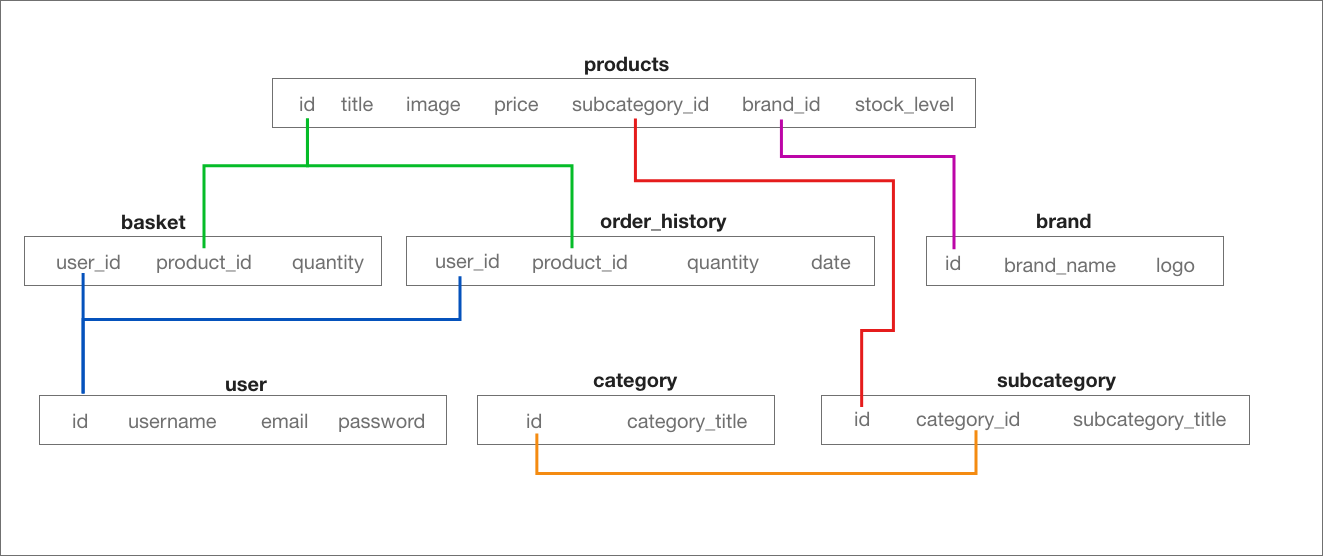 products
id title image price subcategory_id brand_id stock_level
basket
user_id product_id quantity
order_history
user_id product_id quantity date
brand
id brand_name logo
user
id username email password
category
id category_title
subcategory
id category_id subcategory_title